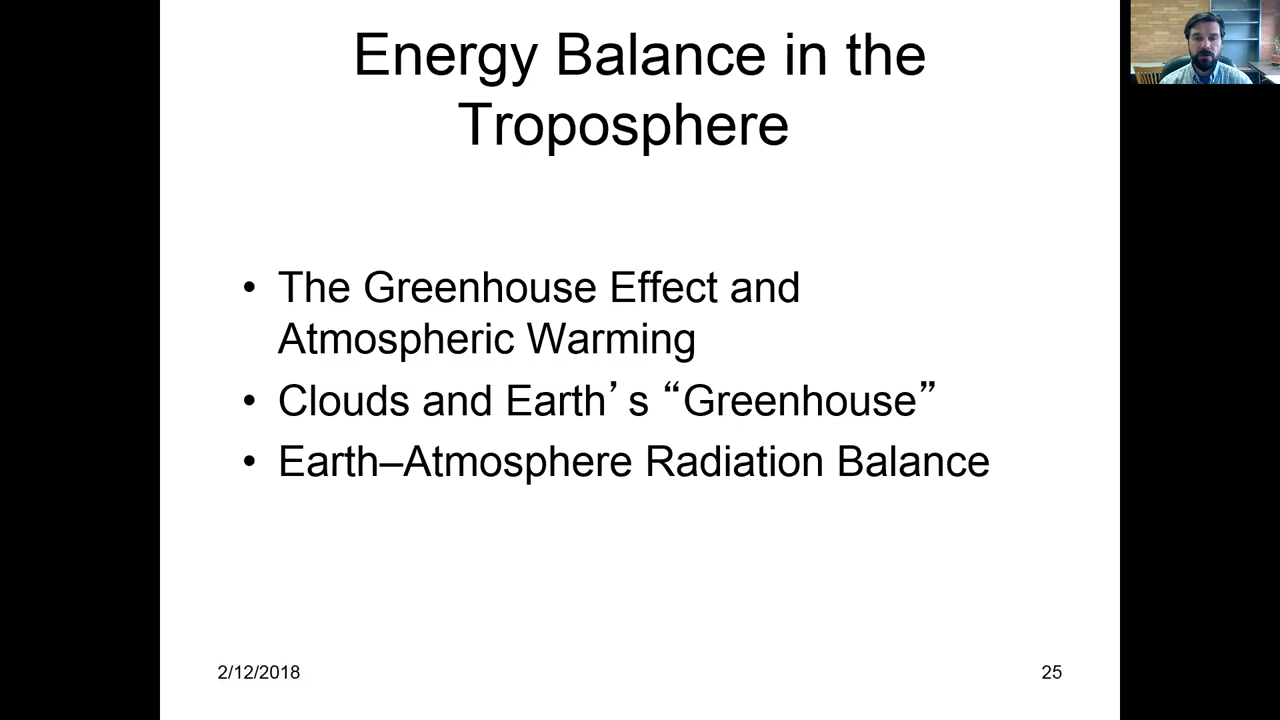 Energy Balance in the
Troposphere
• The Greenhouse Effect and
Atmospheric Warming
• Clouds and Earth’s “Greenhouse”
• Earth–Atmosphere Radiation Balance
2/12/2018
25